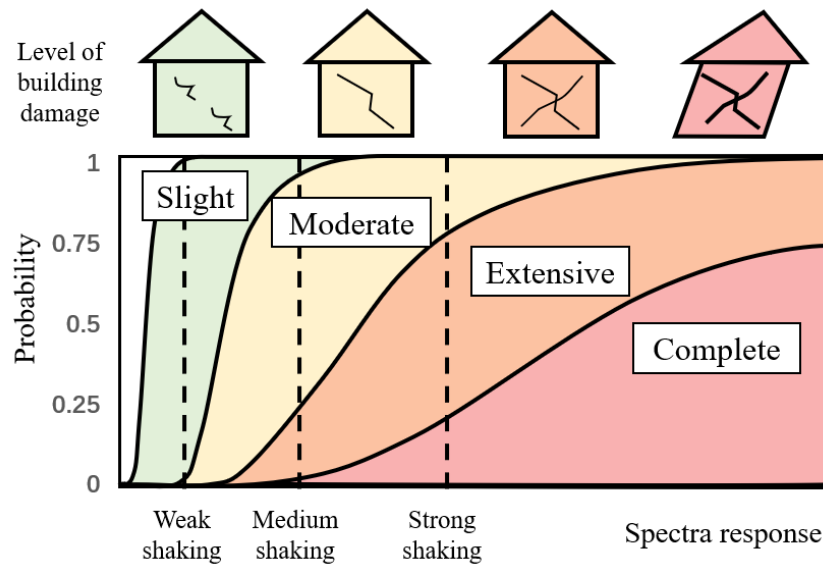 Level of
building
damage
1
0.75
0.5
0.25
0
Probability
Slight
Moderate
Extensive
Complete
Weak
shaking
Medium
shaking
Strong
shaking
Spectra response